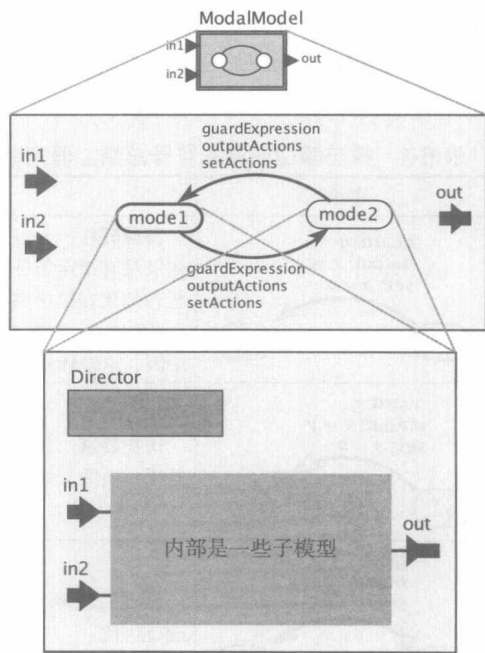 ModalModel
in1
in2
out
in1
in2
out
guardExpression
outputActions
setActions
mode1
mode2
guardExpression
outputActions
setActions
Director
in1
in2
out
内部是一些子模型